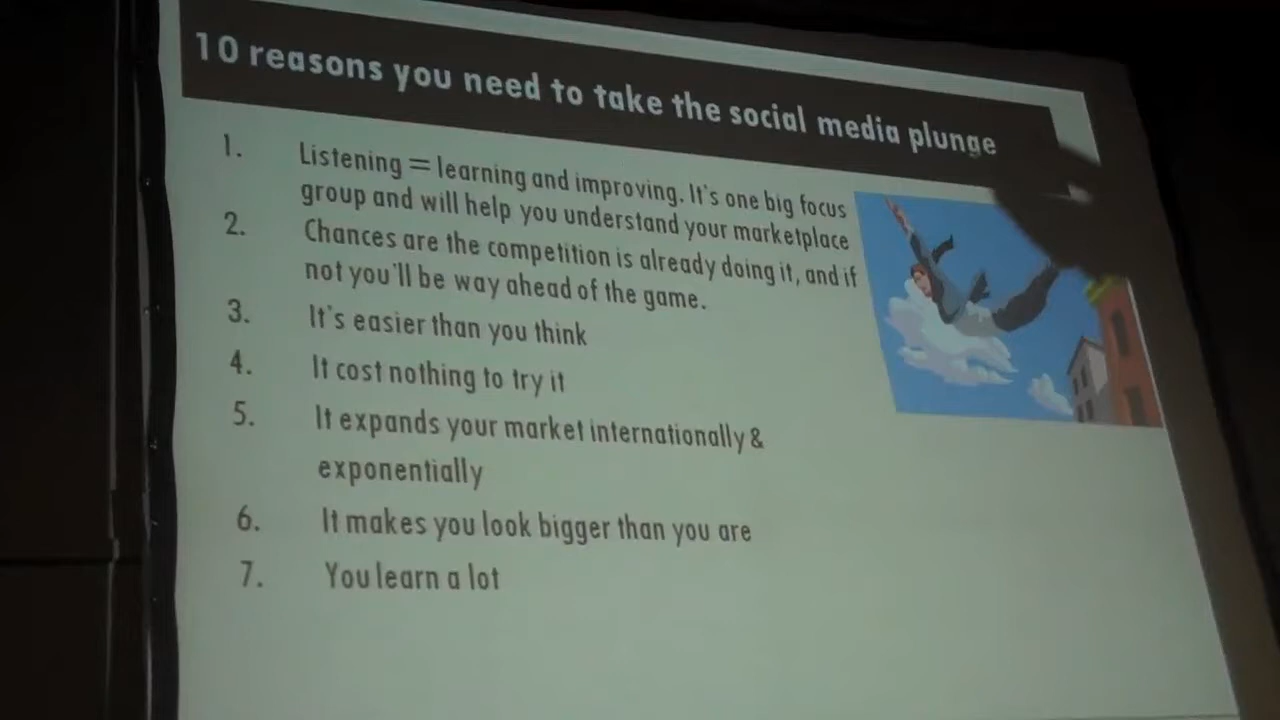 10 reasons you need to take the social media plunge
1. Listening = learning and improving. It's one big focus
group and will help you understand your marketplace
2. Chances are the competition is already doing it, and if
not you'll be way ahead of the game.
3. It's easier than you think
4. It cost nothing to try it
5. It expands your market internationally &
exponentially
6. It makes you look bigger than you are
7. You learn a lot